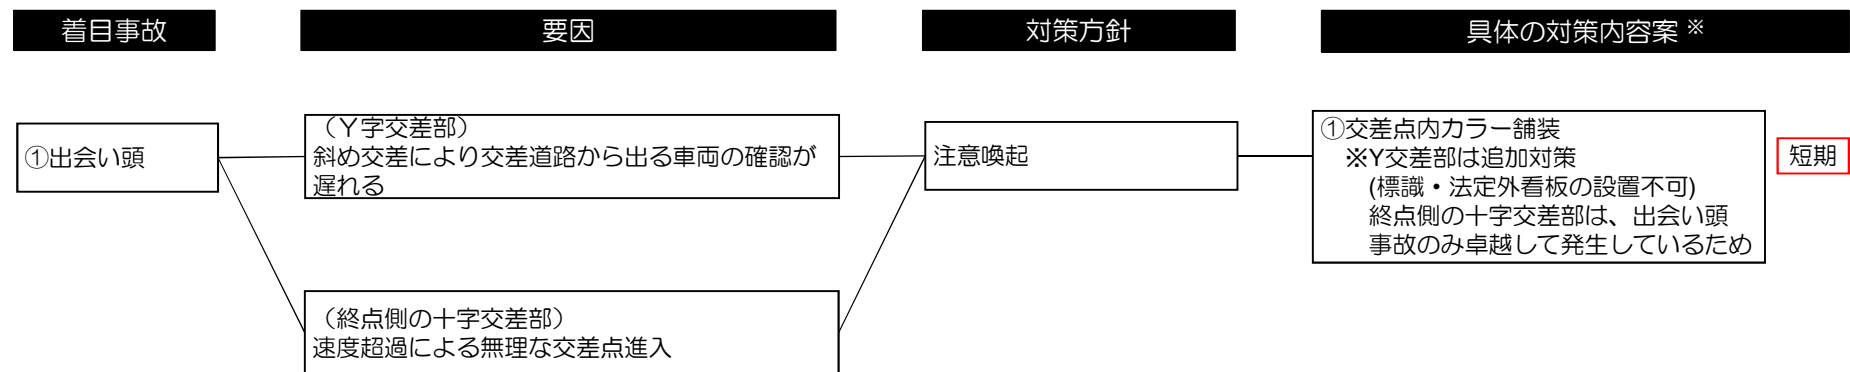 着目事故
要因
対策方針
具体の対策内容案※
①出会い頭
（Ｙ字交差部）
斜め交差により交差道路から出る車両の確認が
遅れる
注意喚起
①交差点内カラー舗装
※Y交差部は追加対策
(標識・法定外看板の設置不可)
終点側の十字交差部は、出会い頭
事故のみ卓越して発生しているため
短期
（終点側の十字交差部）
速度超過による無理な交差点進入